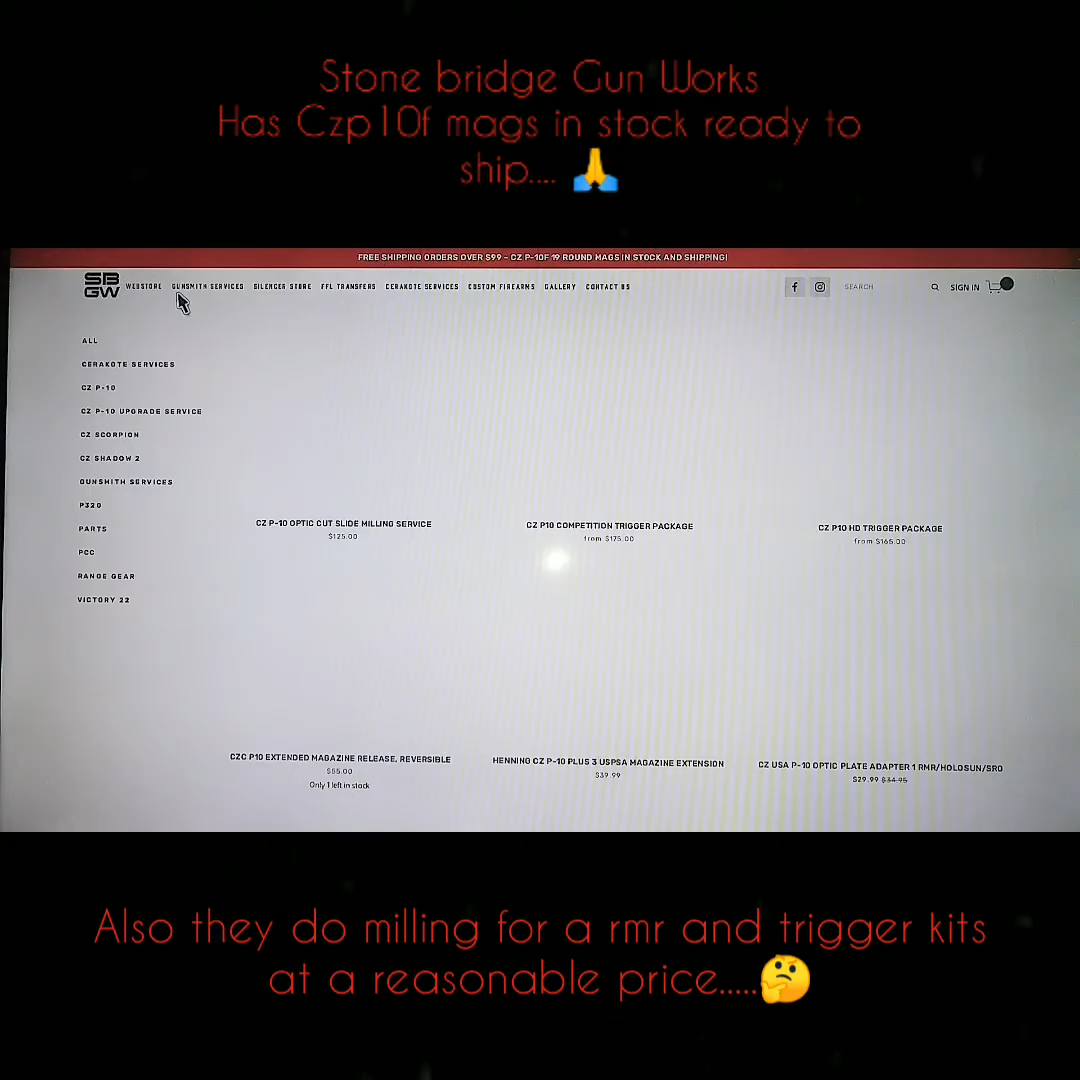 Stone bridge Gun Works
Has Czp10f mags in stock ready to
ship.... 🙏
FREE SHIPPING ORDERS OVER $99 - CZ P-10F 19 ROUND MAGS IN STOCK AND SHIPPING!
SB
GW
WEBSTORE GUNSMITH SERVICES SILENCER STORE FFL TRANSFERS CERAKOTE SERVICES CUSTOM FIREARMS GALLERY CONTACT US
SEARCH SIGN IN
ALL
CERAKOTE SERVICES
CZ P-10
CZ P-10 UPGRADE SERVICE
CZ SCORPION
CZ SHADOW 2
GUNSMITH SERVICES
P320
PARTS
PCC
RANGE GEAR
VICTORY 22
CZ P-10 OPTIC CUT SLIDE MILLING SERVICE
$125.00
CZ P10 COMPETITION TRIGGER PACKAGE
from $175.00
CZ P10 HD TRIGGER PACKAGE
from $165.00
CZC P10 EXTENDED MAGAZINE RELEASE, REVERSIBLE
$55.00
Only 1 left in stock
HENNING CZ P-10 PLUS 3 USPSA MAGAZINE EXTENSION
$39.99
CZ USA P-10 OPTIC PLATE ADAPTER 1 RMR/HOLOSUN/SRO
$29.99 $34.95
Also they do milling for a rmr and trigger kits
at a reasonable price.....🤔